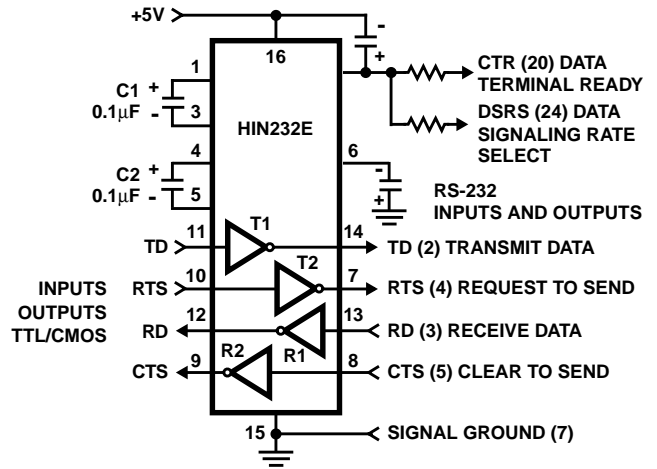 +5V
-
+
16
1
C1
+
0.1μF
-
3
HIN232E
CTR (20) DATA
TERMINAL READY
DSRS (24) DATA
SIGNALING RATE
SELECT
4
C2
+
0.1μF
-
5
6
-
+
RS-232
INPUTS AND OUTPUTS
TD
11
T1
14
TD (2) TRANSMIT DATA
RTS
10
T2
7
RTS (4) REQUEST TO SEND
INPUTS
OUTPUTS
TTL/CMOS
RD
12
R1
13
RD (3) RECEIVE DATA
CTS
9
R2
8
CTS (5) CLEAR TO SEND
15
SIGNAL GROUND (7)